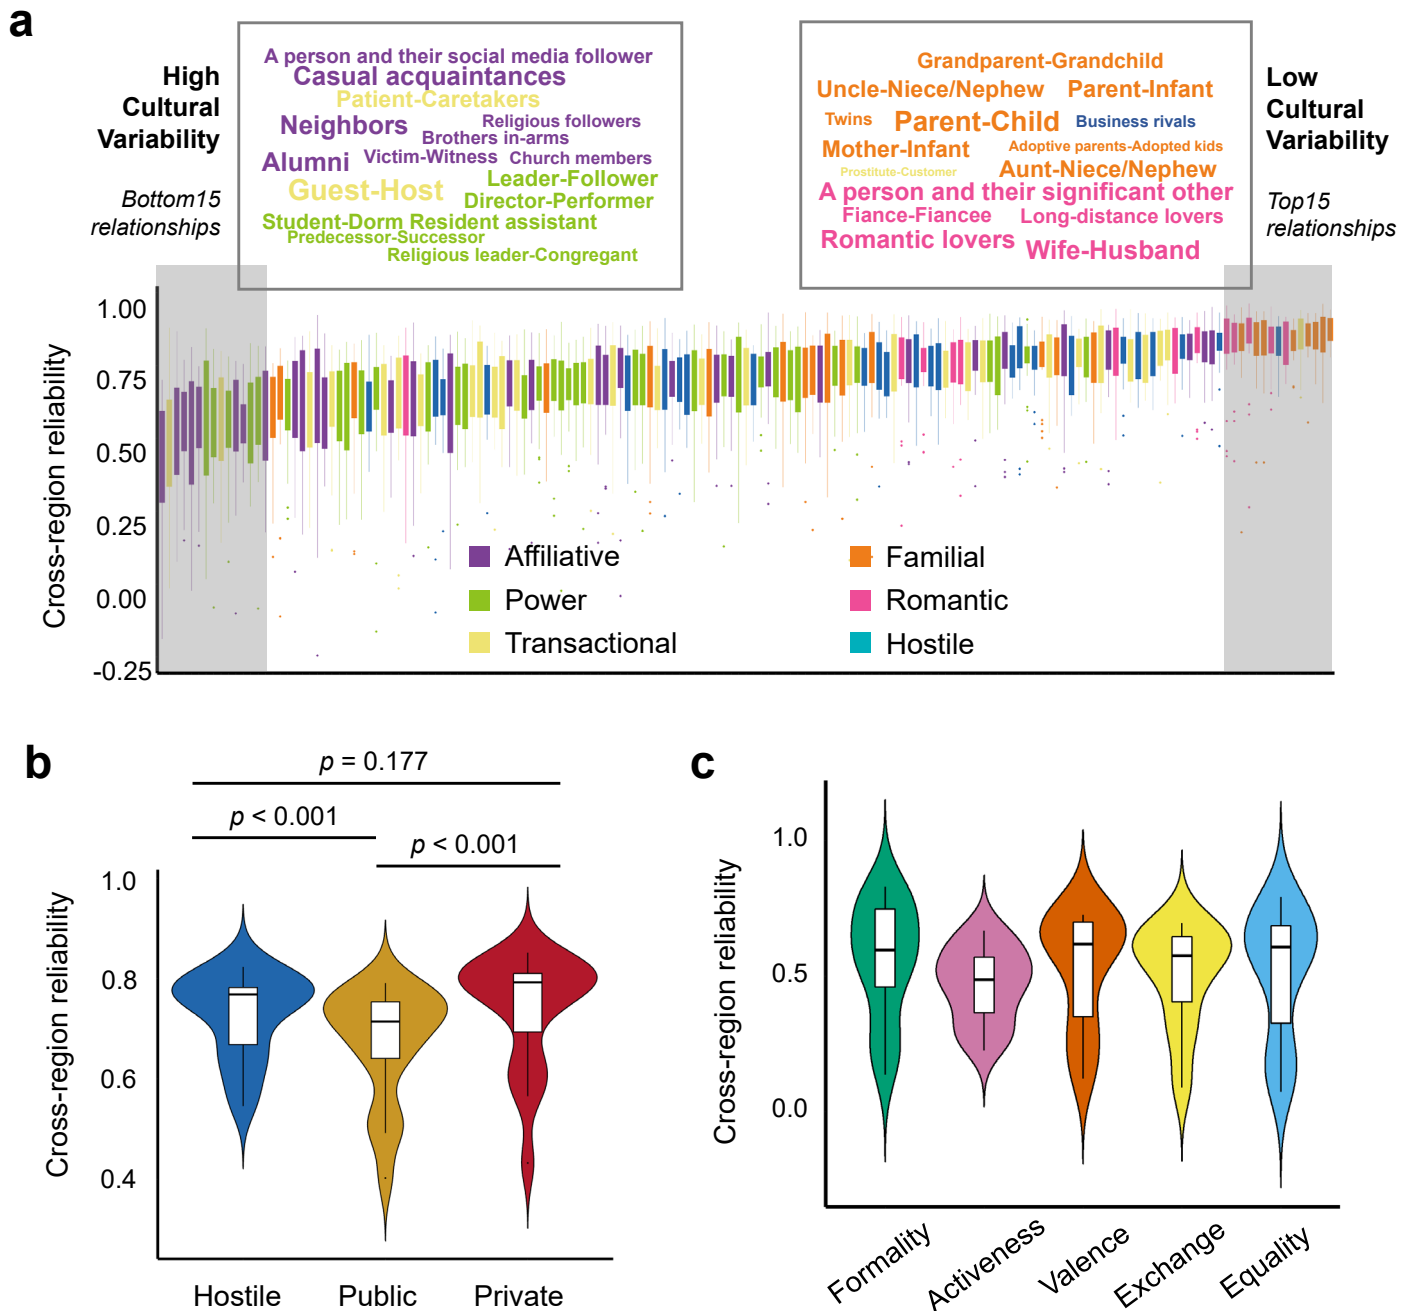 a
High
Cultural
Variability
Bottom15
relationships
A person and their social media follower
Casual acquaintances
Patient-Caretakers
Neighbors
Religious followers
Brothers in-arms
Alumni
Victim-Witness
Church members
Guest-Host
Leader-Follower
Director-Performer
Student-Dorm Resident assistant
Predecessor-Successor
Religious leader-Congregant
Grandparent-Grandchild
Uncle-Niece/Nephew
Parent-Infant
Twins
Parent-Child
Business rivals
Mother-Infant
Adoptive parents-Adopted kids
Prostitute-Customer
Aunt-Niece/Nephew
A person and their significant other
Fiance-Fiancee
Long-distance lovers
Romantic lovers
Wife-Husband
Low
Cultural
Variability
Top15
relationships
Cross-region reliability
1.00
0.75
0.50
0.25
0.00
-0.25
Affiliative
Power
Transactional
Familial
Romantic
Hostile
b
p = 0.177
p < 0.001
p < 0.001
Cross-region reliability
1.0
0.8
0.6
0.4
Hostile
Public
Private
c
Cross-region reliability
1.0
0.5
0.0
Formality
Activeness
Valence
Exchange
Equality